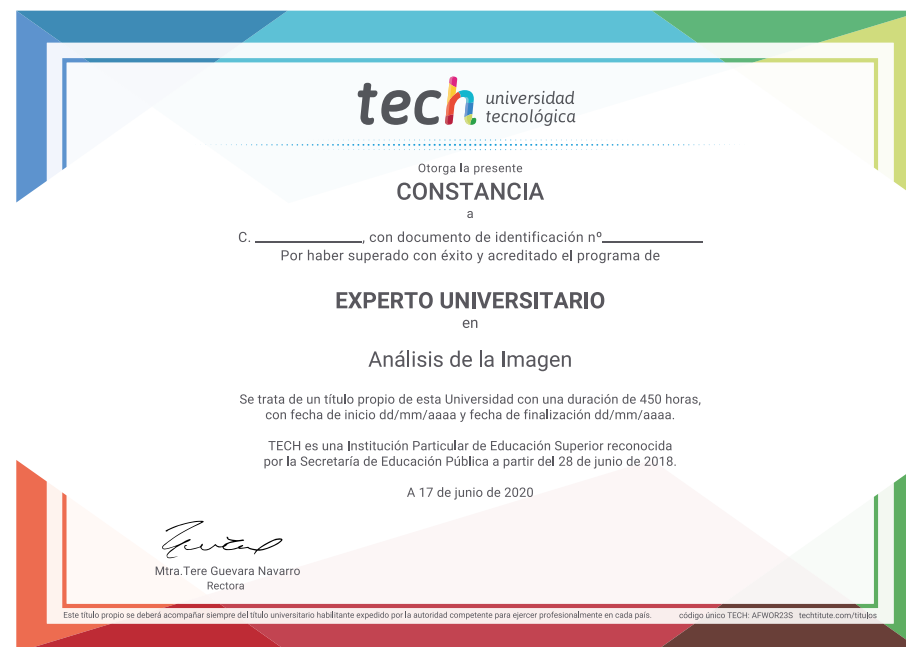 tech universidad
tecnológica
Otorga la presente
CONSTANCIA
a
C. ____________, con documento de identificación nº____________
Por haber superado con éxito y acreditado el programa de
EXPERTO UNIVERSITARIO
en
Análisis de la Imagen
Se trata de un título propio de esta Universidad con una duración de 450 horas,
con fecha de inicio dd/mm/aaaa y fecha de finalización dd/mm/aaaa.
TECH es una Institución Particular de Educación Superior reconocida
por la Secretaría de Educación Pública a partir del 28 de junio de 2018.
A 17 de junio de 2020
Mtra.Tere Guevara Navarro
Rectora
Este título propio se deberá acompañar siempre del título universitario habilitante expedido por la autoridad competente para ejercer profesionalmente en cada país. código único TECH: AFWOR23S techtitute.com/titulos